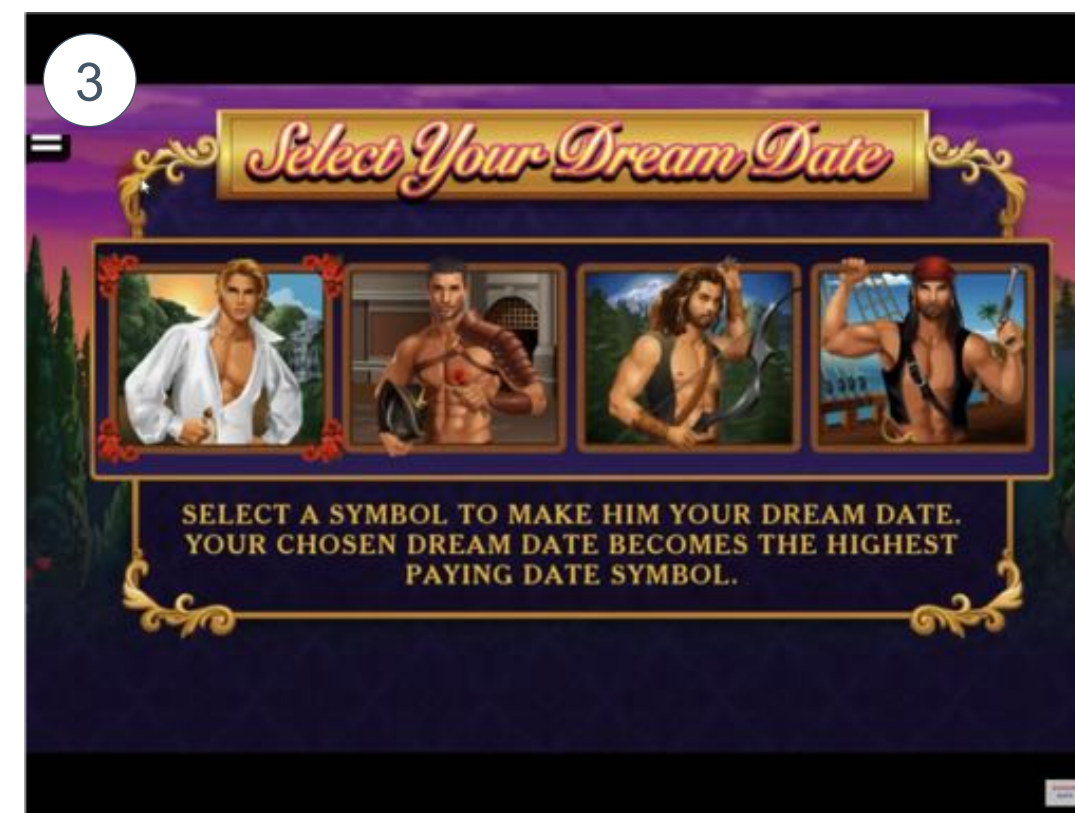 3
Select Your Dream Date
SELECT A SYMBOL TO MAKE HIM YOUR DREAM DATE.
YOUR CHOSEN DREAM DATE BECOMES THE HIGHEST
PAYING DATE SYMBOL.